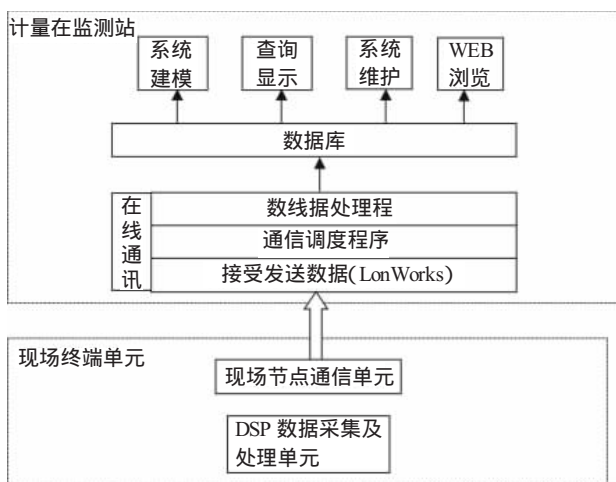 计量在监测站
系统
建模
查询
显示
系统
维护
WEB
浏览
数据库
在线通讯
数线据处理程
通信调度程序
接受发送数据(LonWorks)
现场终端单元
现场节点通信单元
DSP 数据采集及
处理单元